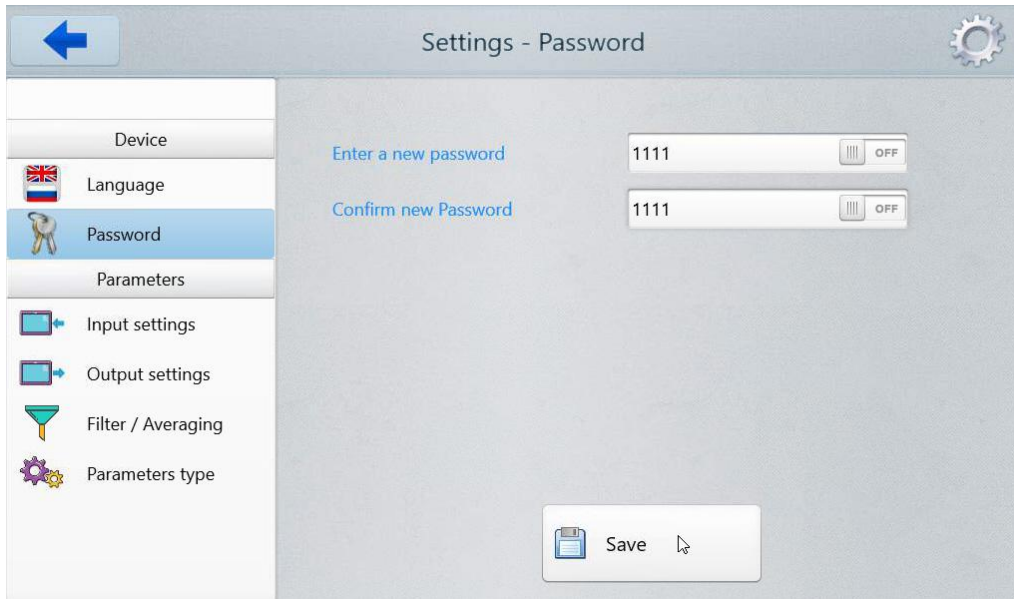 Settings - Password
Device
Language
Password
Parameters
Input settings
Output settings
Filter / Averaging
Parameters type
Enter a new password
1111
OFF
Confirm new Password
1111
OFF
Save